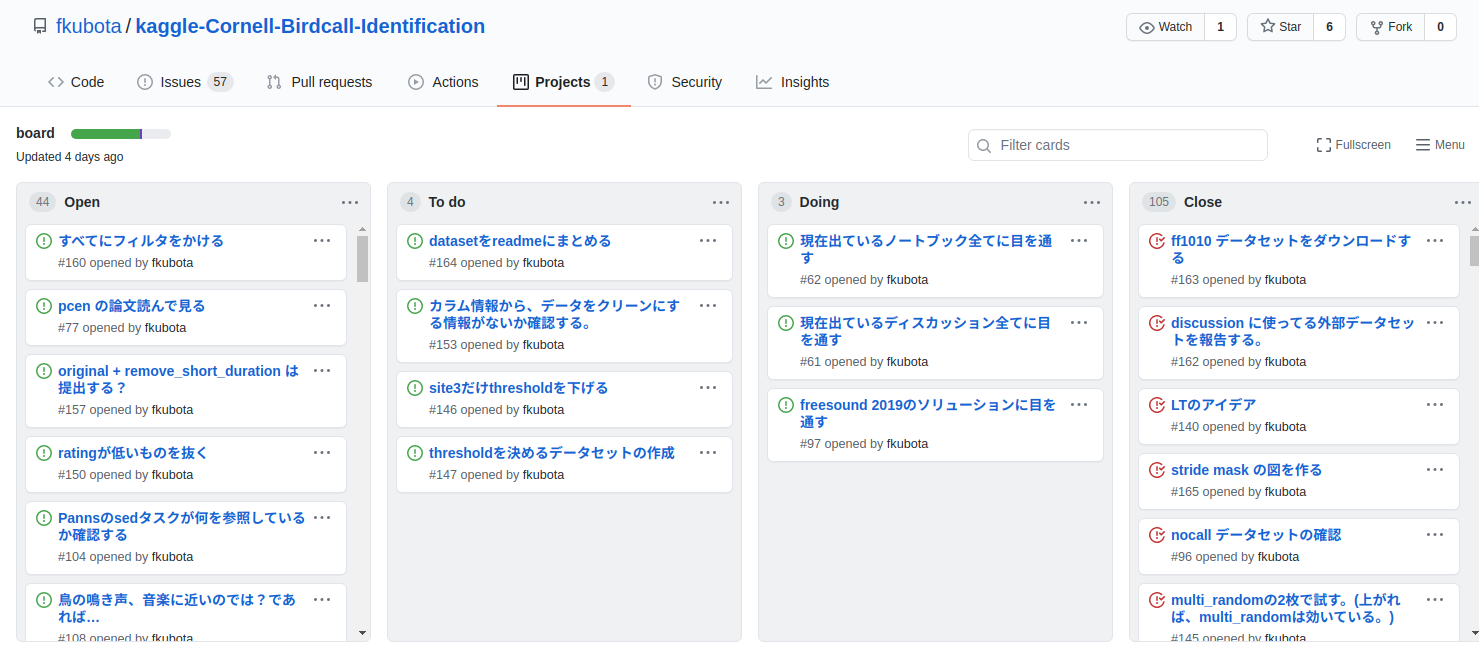 fkubota / kaggle-Cornell-Birdcall-Identification
Watch 1
Star 6
Fork 0
Code
Issues 57
Pull requests
Actions
Projects 1
Security
Insights
board
Updated 4 days ago
Filter cards
Fullscreen
Menu
44 Open
すべてにフィルタをかける
#160 opened by fkubota
pcen の論文読んで見る
#77 opened by fkubota
original + remove_short_duration は
提出する？
#157 opened by fkubota
ratingが低いものを抜く
#150 opened by fkubota
Pannsのsedタスクが何を参照している
か確認する
#104 opened by fkubota
鳥の鳴き声、音楽に近いのでは？であ
れば…
#108 opened by fkubota
4 To do
datasetをreadmeにまとめる
#164 opened by fkubota
カラム情報から、データをクリーンにす
る情報がないか確認する。
#153 opened by fkubota
site3だけthresholdを下げる
#146 opened by fkubota
thresholdを決めるデータセットの作成
#147 opened by fkubota
3 Doing
現在出ているノートブック全てに目を通
す
#62 opened by fkubota
現在出ているディスカッション全てに目
を通す
#61 opened by fkubota
freesound 2019のソリューションに目を
通す
#97 opened by fkubota
105 Close
ff1010 データセットをダウンロードす
る
#163 opened by fkubota
discussion に使ってる外部データセッ
トを報告する。
#162 opened by fkubota
LTのアイデア
#140 opened by fkubota
stride mask の図を作る
#165 opened by fkubota
nocall データセットの確認
#96 opened by fkubota
multi_randomの2枚で試す。(上がれ
ば、multi_randomは効いている。)
#145 opened by fkubota